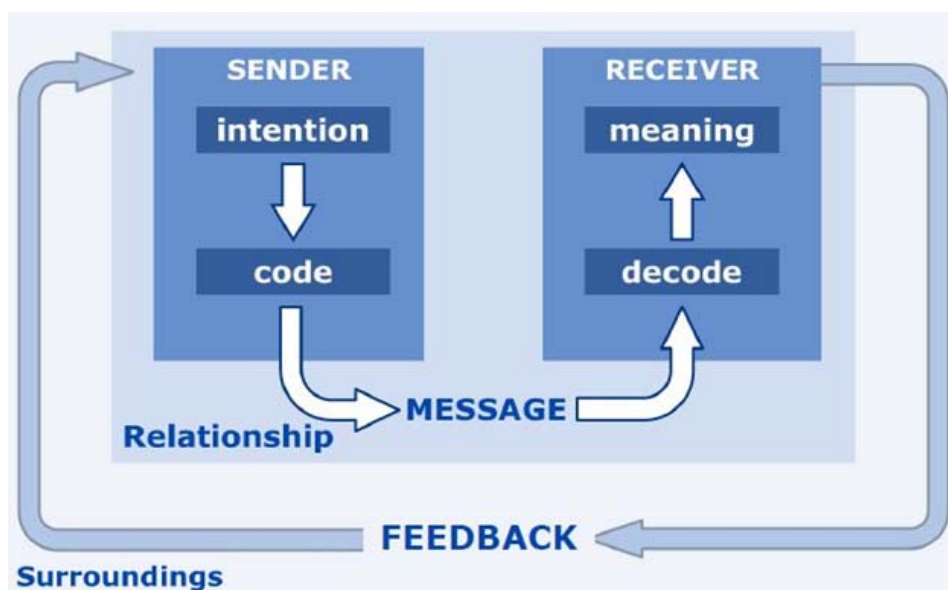 SENDER
intention
code
RECEIVER
meaning
decode
MESSAGE
Relationship
FEEDBACK
Surroundings